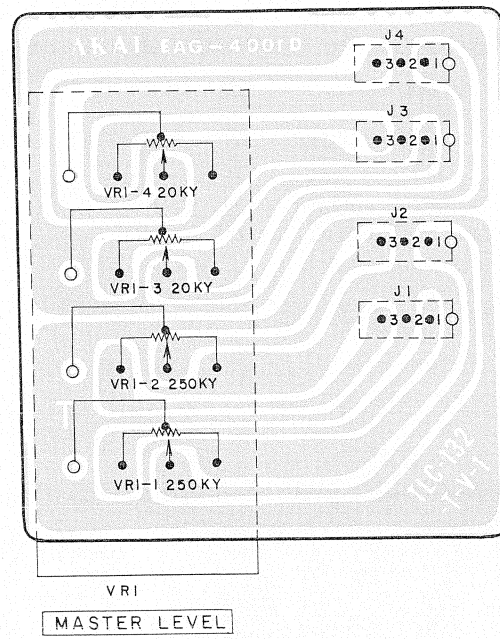 AKAI EAG-4001D
J4
3 2 1
J3
3 2 1
VR1-4 20KY
J2
3 2 1
VR1-3 20KY
J1
3 2 1
VR1-2 250KY
VR1-1 250KY
VR1
MASTER LEVEL